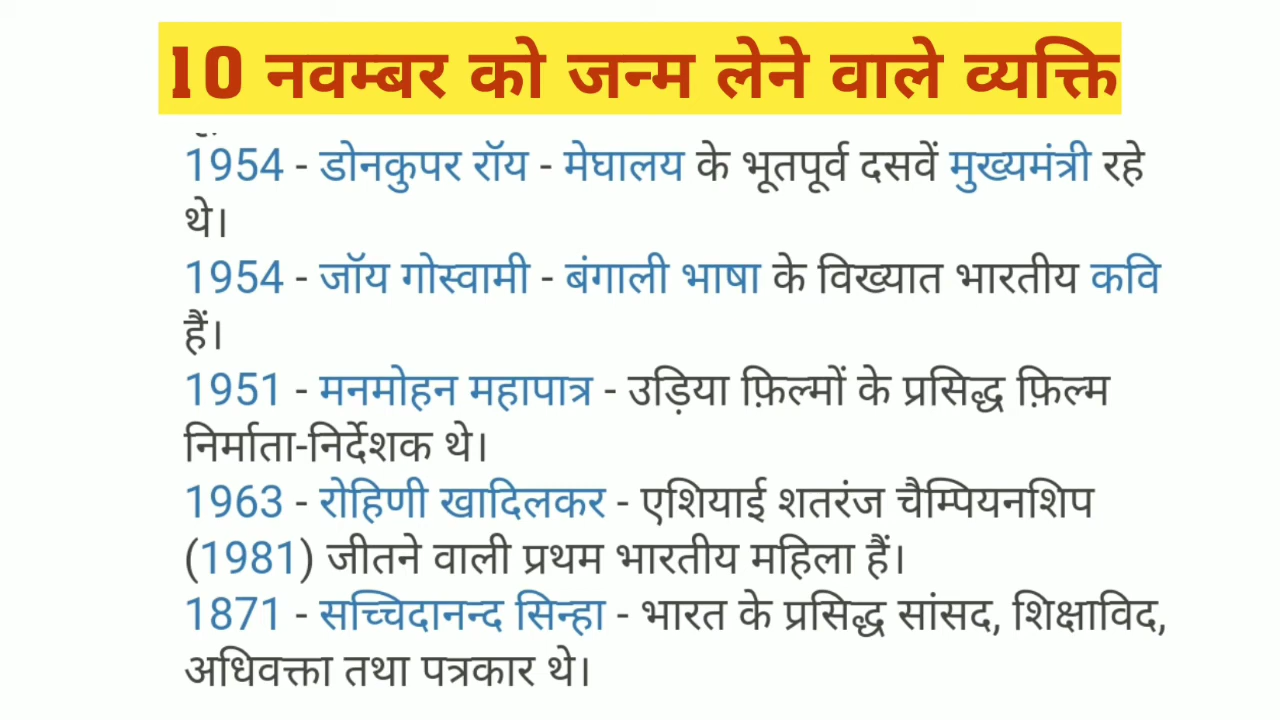 10 नवम्बर को जन्म लेने वाले व्यक्ति
1954 - डोनकुपर रॉय - मेघालय के भूतपूर्व दसवें मुख्यमंत्री रहे
थे।
1954 - जॉय गोस्वामी - बंगाली भाषा के विख्यात भारतीय कवि
हैं।
1951 - मनमोहन महापात्र - उड़िया फ़िल्मों के प्रसिद्ध फ़िल्म
निर्माता-निर्देशक थे।
1963 - रोहिणी खादिलकर - एशियाई शतरंज चैम्पियनशिप
(1981) जीतने वाली प्रथम भारतीय महिला हैं।
1871 - सच्चिदानन्द सिन्हा - भारत के प्रसिद्ध सांसद, शिक्षाविद,
अधिवक्ता तथा पत्रकार थे।